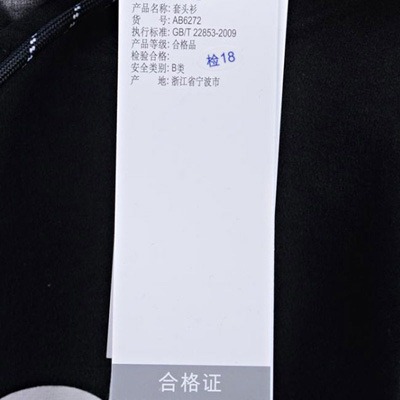 产品名称: 套头衫
货 号: AB6272
执行标准: GB/T 22853-2009
产品等级: 合格品
检验合格: 检18
安全类别: B类
产 地: 浙江省宁波市
合格证